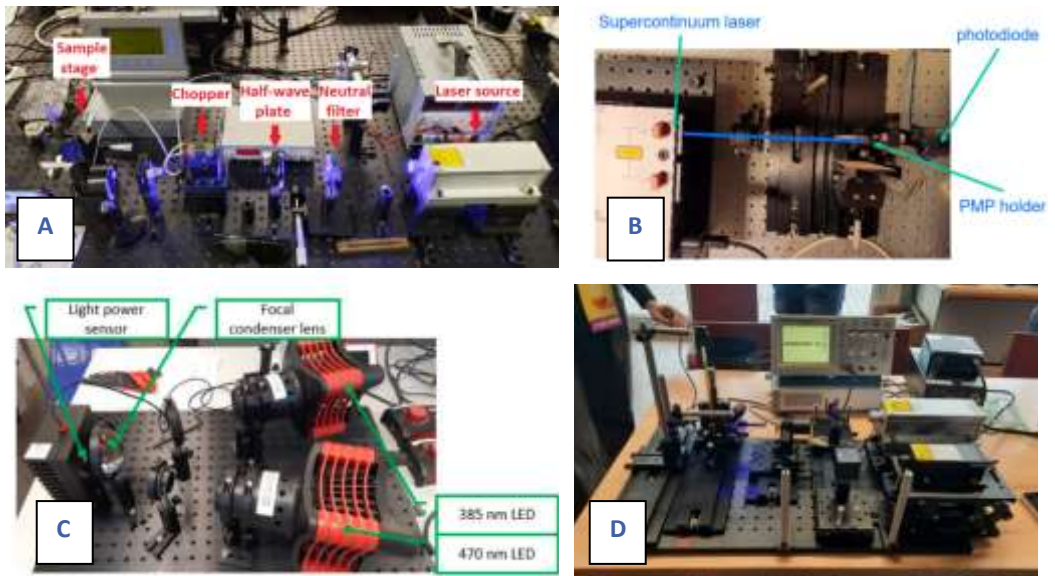 Sample
stage
Chopper
Half-wave
plate
Neutral
filter
Laser source
A
Supercontinuum laser
photodiode
PMP holder
B
Light power
sensor
Focal
condenser lens
385 nm LED
470 nm LED
C
D